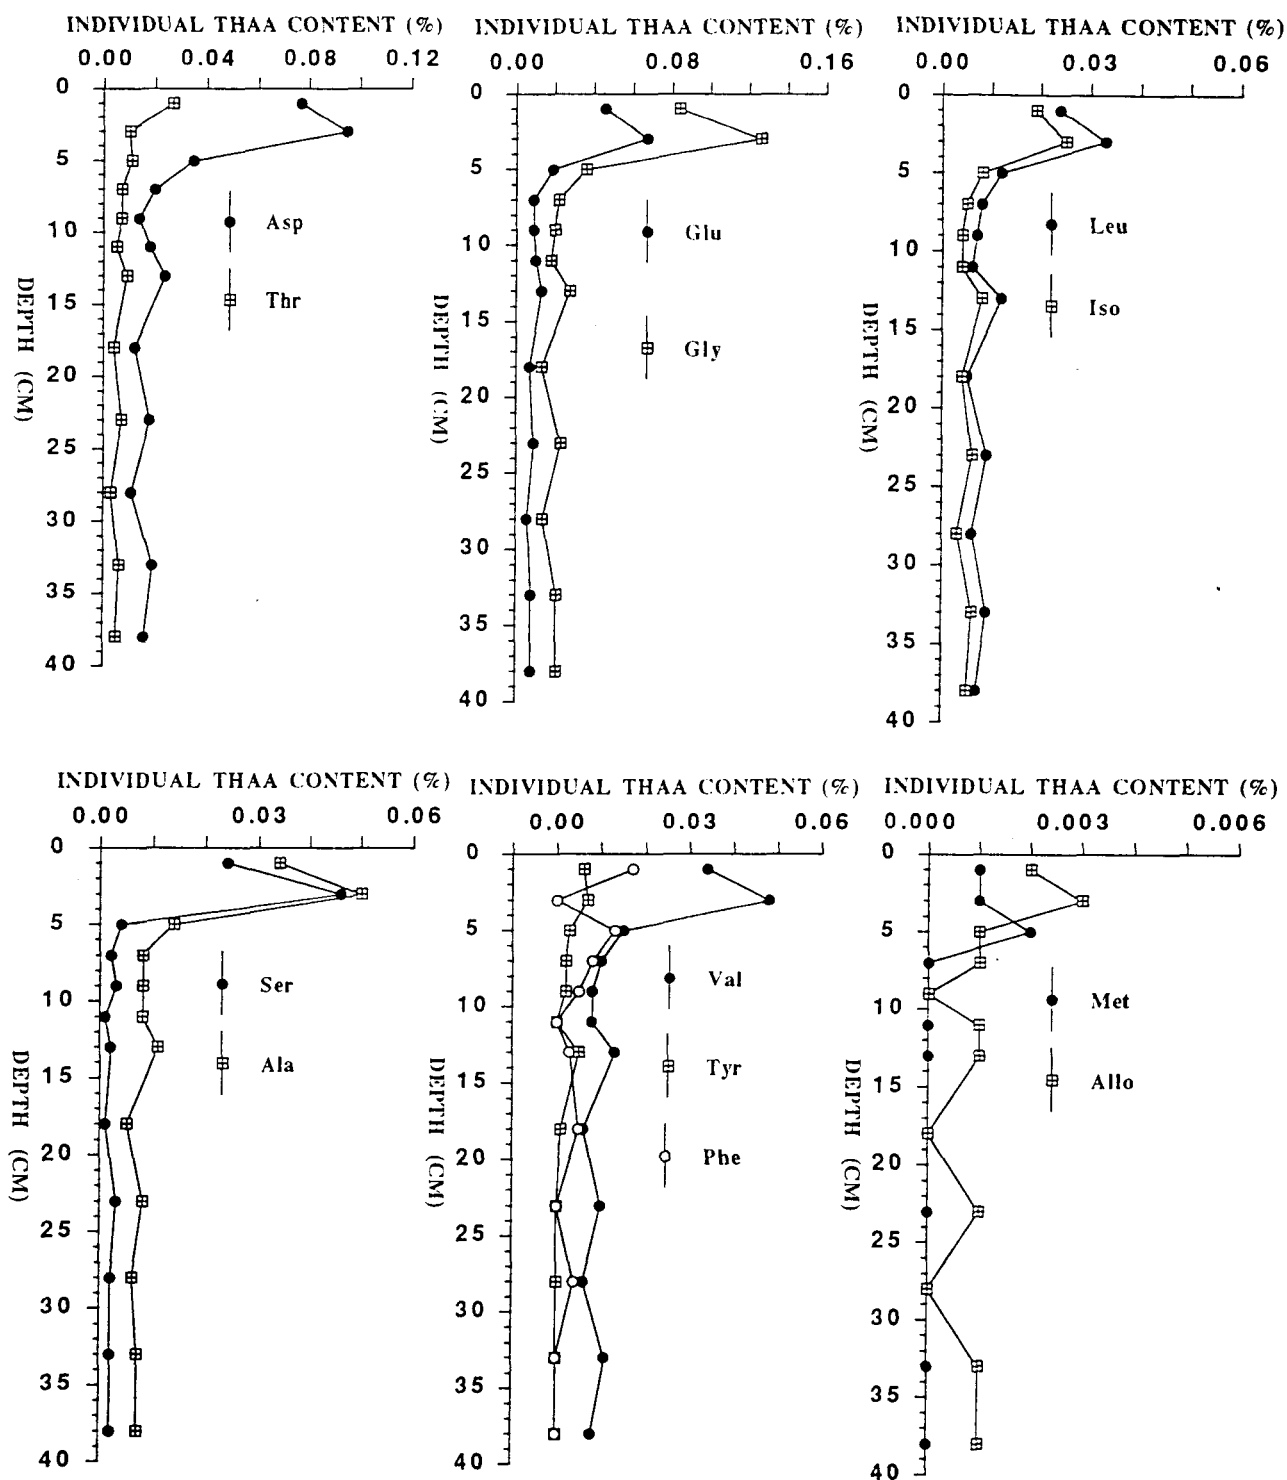 INDIVIDUAL THAA CONTENT (%)
0.00 0.04 0.08 0.12
0
5
10
15
20
25
30
35
40
DEPTH (CM)
Asp
Thr
INDIVIDUAL THAA CONTENT (%)
0.00 0.08 0.16
0
5
10
15
20
25
30
35
40
DEPTH (CM)
Glu
Gly
INDIVIDUAL THAA CONTENT (%)
0.00 0.03 0.06
0
5
10
15
20
25
30
35
40
DEPTH (CM)
Leu
Iso
INDIVIDUAL THAA CONTENT (%)
0.00 0.03 0.06
0
5
10
15
20
25
30
35
40
DEPTH (CM)
Ser
Ala
INDIVIDUAL THAA CONTENT (%)
0.00 0.03 0.06
0
5
10
15
20
25
30
35
40
DEPTH (CM)
Val
Tyr
Phe
INDIVIDUAL THAA CONTENT (%)
0.000 0.003 0.006
0
5
10
15
20
25
30
35
40
DEPTH (CM)
Met
Allo